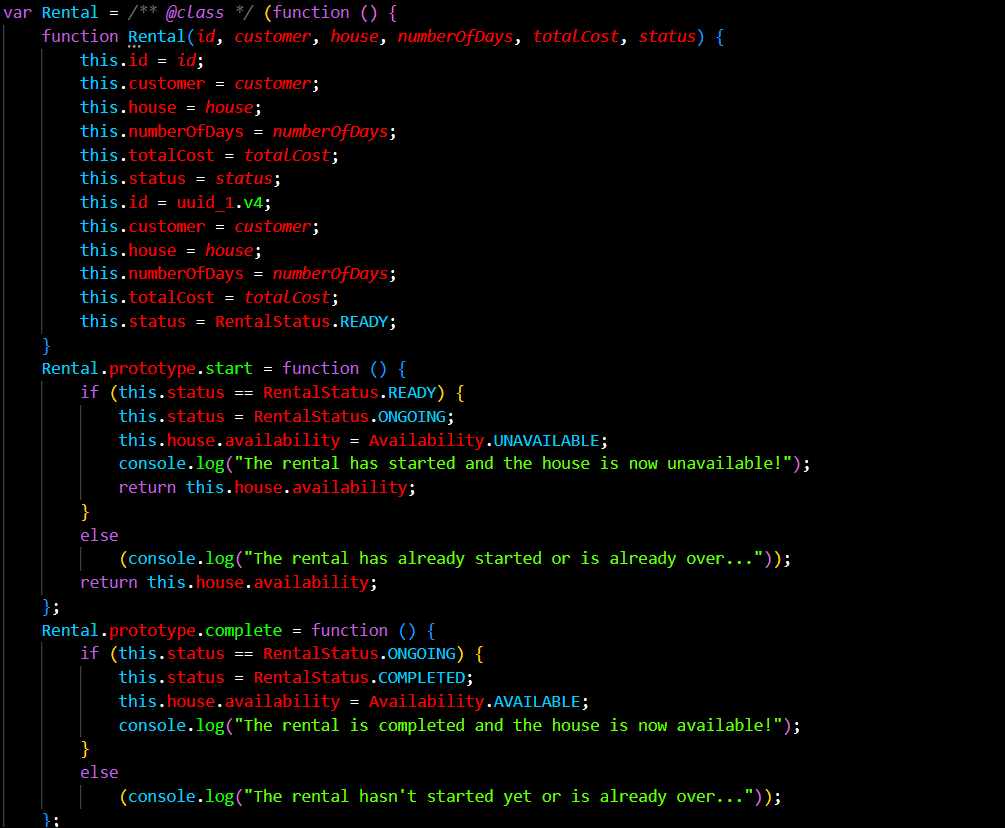 var Rental = /** @class */ (function () {
    function Rental(id, customer, house, numberOfDays, totalCost, status) {
        this.id = id;
        this.customer = customer;
        this.house = house;
        this.numberOfDays = numberOfDays;
        this.totalCost = totalCost;
        this.status = status;
        this.id = uuid_1.v4;
        this.customer = customer;
        this.house = house;
        this.numberOfDays = numberOfDays;
        this.totalCost = totalCost;
        this.status = RentalStatus.READY;
    }
    Rental.prototype.start = function () {
        if (this.status == RentalStatus.READY) {
            this.status = RentalStatus.ONGOING;
            this.house.availability = Availability.UNAVAILABLE;
            console.log("The rental has started and the house is now unavailable!");
            return this.house.availability;
        }
        else
            (console.log("The rental has already started or is already over..."));
        return this.house.availability;
    };
    Rental.prototype.complete = function () {
        if (this.status == RentalStatus.ONGOING) {
            this.status = RentalStatus.COMPLETED;
            this.house.availability = Availability.AVAILABLE;
            console.log("The rental is completed and the house is now available!");
        }
        else
            (console.log("The rental hasn't started yet or is already over..."));
    };